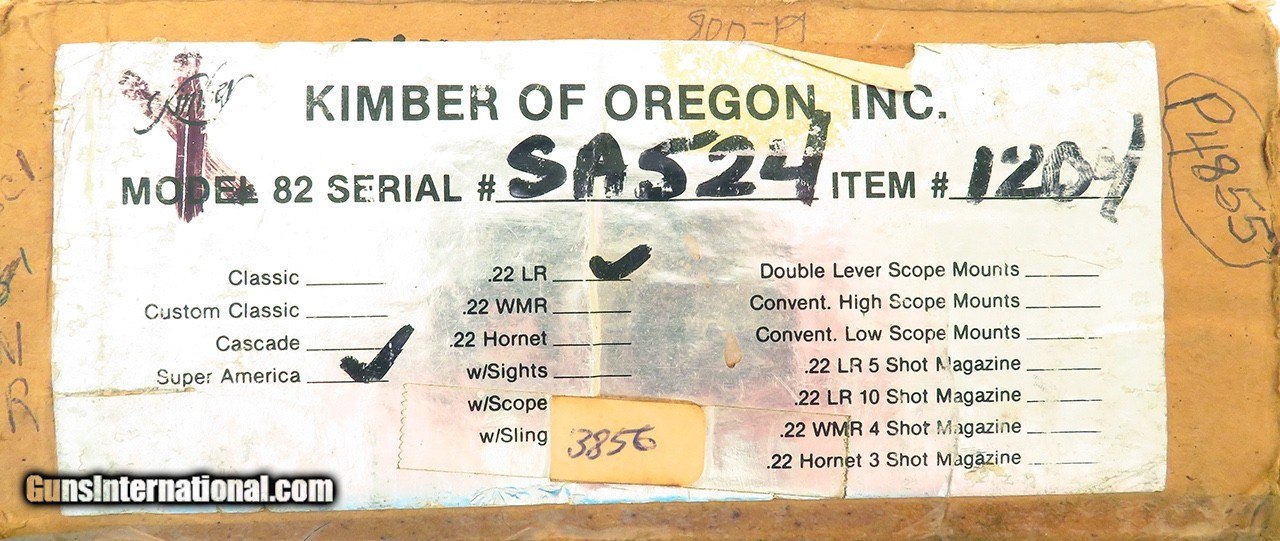 Kimber
KIMBER OF OREGON, INC.
MODEL 82 SERIAL # SAS24 ITEM # 1204
Classic
Custom Classic
Cascade
Super America ✓
.22 LR ✓
.22 WMR
.22 Hornet
w/Sights
w/Scope
w/Sling
3856
Double Lever Scope Mounts
Convent. High Scope Mounts
Convent. Low Scope Mounts
.22 LR 5 Shot Magazine
.22 LR 10 Shot Magazine
.22 WMR 4 Shot Magazine
.22 Hornet 3 Shot Magazine
P4855
GunsInternational.com